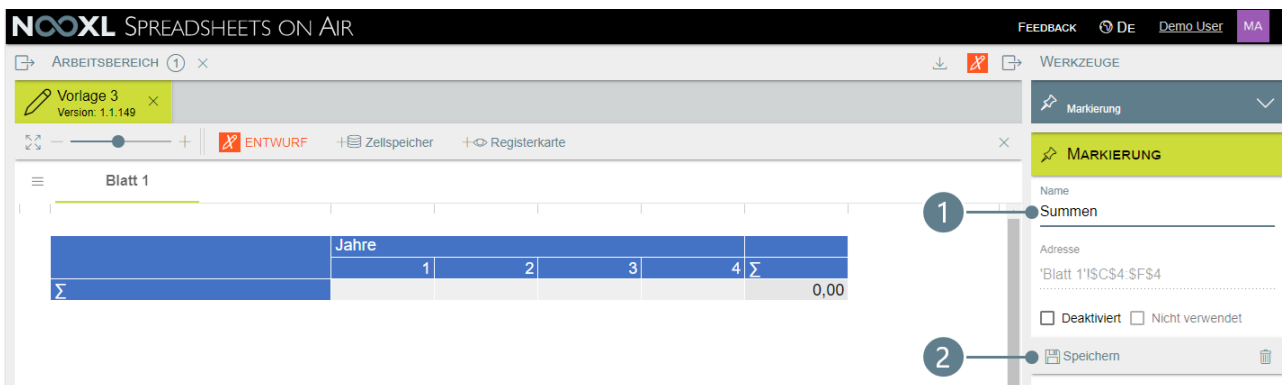 NOOXL SPREADSHEETS ON AIR
FEEDBACK DE Demo User MA
ARBEITSBEREICH 1
WERKZEUGE
Vorlage 3
Version: 1.1.149
Markierung
ENTWURF Zellspeicher Registerkarte
MARKIERUNG
Blatt 1
Name
1
Summen
Jahre
Adresse
1 2 3 4 Σ
'Blatt 1'!$C$4:$F$4
Σ 0,00
Deaktiviert Nicht verwendet
2
Speichern